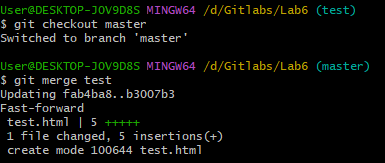 User@DESKTOP-JOV9D8S MINGW64 /d/Gitlabs/Lab6 (test)
$ git checkout master
Switched to branch 'master'
User@DESKTOP-JOV9D8S MINGW64 /d/Gitlabs/Lab6 (master)
$ git merge test
Updating fab4ba8..b3007b3
Fast-forward
 test.html | 5 +++++
 1 file changed, 5 insertions(+)
 create mode 100644 test.html